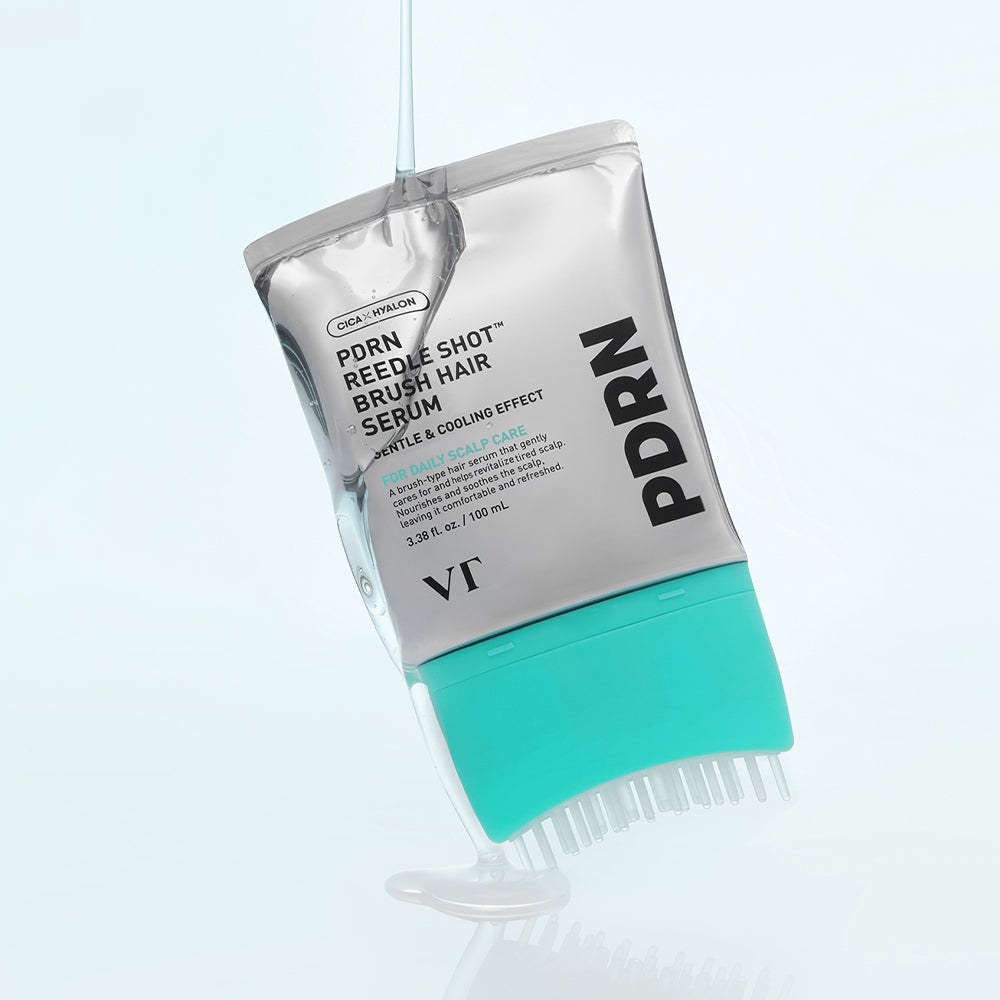 CICA X HYALON
PDRN
REEDLE SHOT™
BRUSH HAIR
SERUM
GENTLE & COOLING EFFECT
FOR DAILY SCALP CARE
A brush-type hair serum that gently
cares for and helps revitalize tired scalp.
Nourishes and soothes the scalp,
leaving it comfortable and refreshed.
3.38 fl. oz. / 100 mL
VT
PDRN